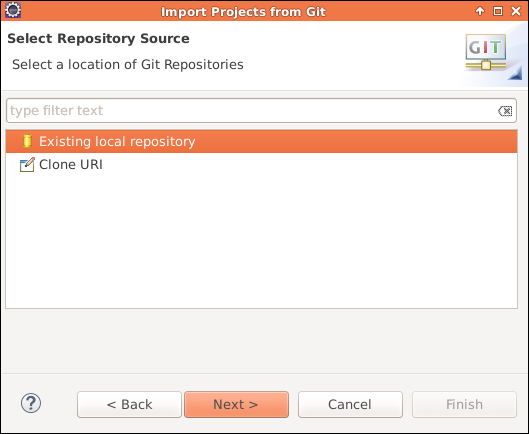 Import Projects from Git
Select Repository Source
Select a location of Git Repositories
GIT
type filter text
Existing local repository
Clone URI
?
< Back
Next >
Cancel
Finish